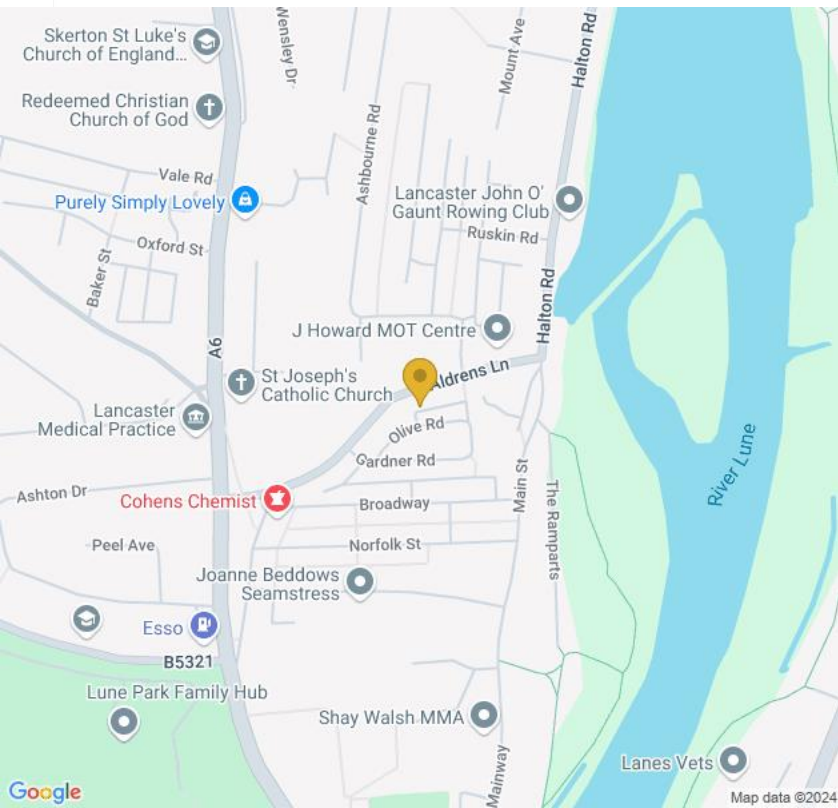 Skerton St Luke's
Church of England...
Wensley Dr
Mount Ave
Halton Rd
Redeemed Christian
Church of God
Ashbourne Rd
Vale Rd
Purely Simply Lovely
Lancaster John O'
Gaunt Rowing Club
Ruskin Rd
Oxford St
Baker St
Halton Rd
J Howard MOT Centre
A6
Aldrens Ln
St Joseph's
Catholic Church
Lancaster
Medical Practice
Olive Rd
Gardner Rd
River Lune
Ashton Dr
Cohens Chemist
Broadway
Main St
The Ramparts
Peel Ave
Norfolk St
Joanne Beddows
Seamstress
Esso
B5321
Lune Park Family Hub
Shay Walsh MMA
Mainway
Lanes Vets
Google
Map data ©2024